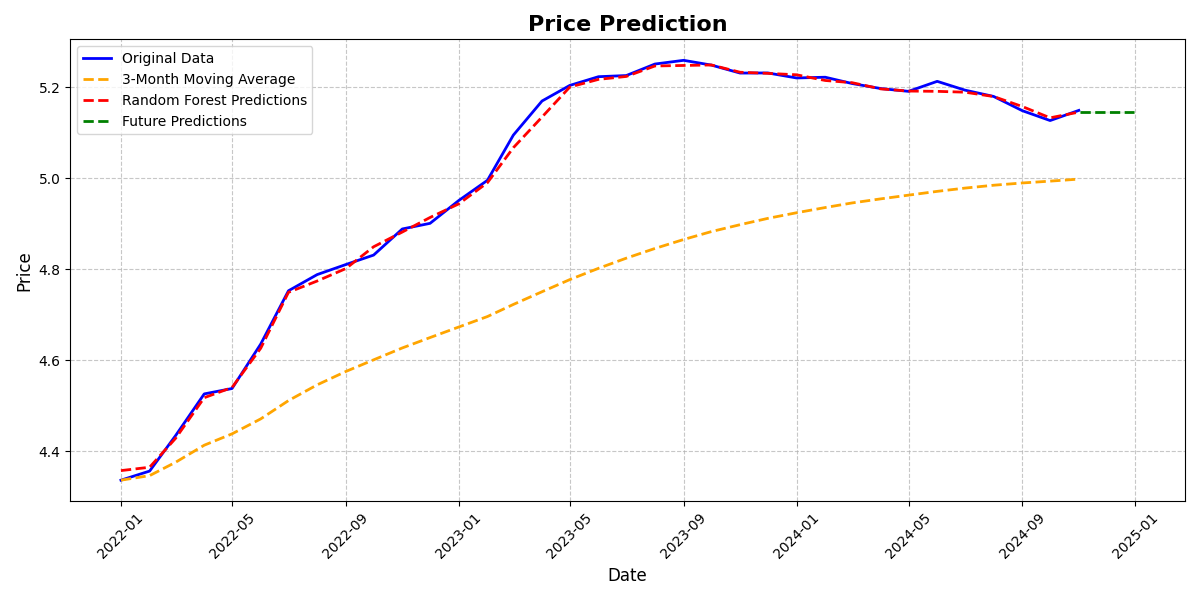 Price Prediction
Original Data
3-Month Moving Average
Random Forest Predictions
Future Predictions
Price
5.2
5.0
4.8
4.6
4.4
2022-01
2022-05
2022-09
2023-01
2023-05
2023-09
2024-01
2024-05
2024-09
2025-01
Date